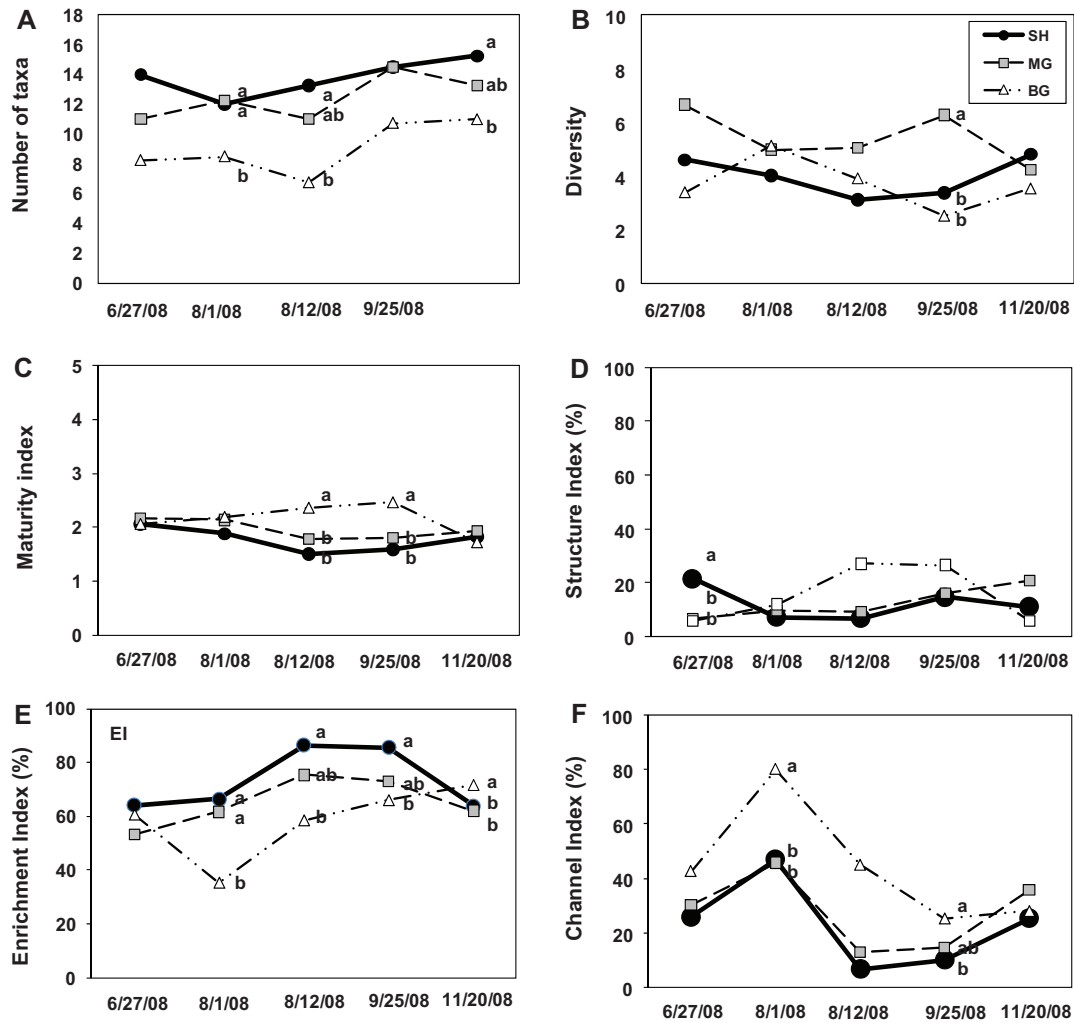 A
Number of taxa
18
16
14
12
10
8
6
4
2
0
a
a
a
b
a
ab
b
a
ab
b
6/27/08 8/1/08 8/12/08 9/25/08
B
Diversity
10
8
6
4
2
0
SH
MG
BG
a
b
b
6/27/08 8/1/08 8/12/08 9/25/08 11/20/08
C
Maturity index
5
4
3
2
1
0
a
b
b
a
b
b
6/27/08 8/1/08 8/12/08 9/25/08 11/20/08
D
Structure Index (%)
100
80
60
40
20
0
a
b
b
6/27/08 8/1/08 8/12/08 9/25/08 11/20/08
E
EI
Enrichment Index (%)
100
80
60
40
20
0
a
a
b
a
ab
b
a
ab
b
a
b
b
6/27/08 8/1/08 8/12/08 9/25/08 11/20/08
F
Channel Index (%)
100
80
60
40
20
0
a
b
b
a
ab
b
6/27/08 8/1/08 8/12/08 9/25/08 11/20/08